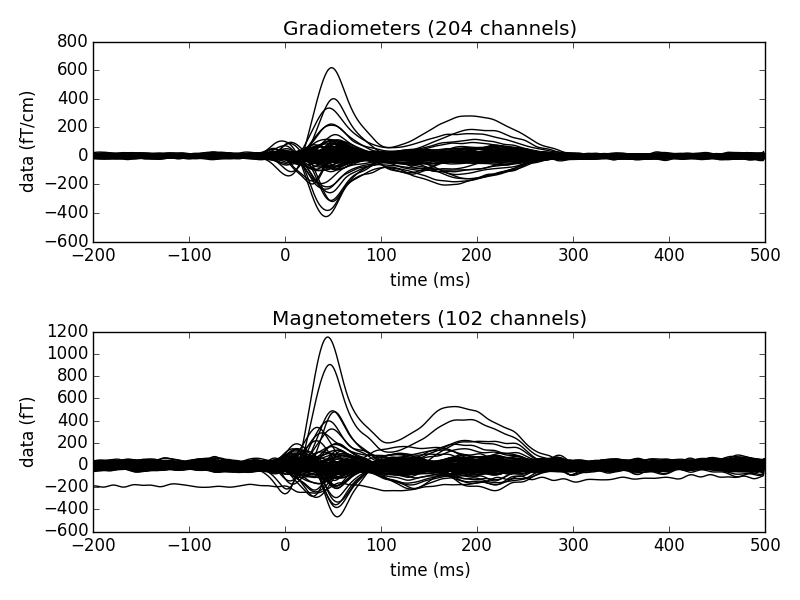 Gradiometers (204 channels)
800
600
400
200
0
−200
−400
−600
data (fT/cm)
−200 −100 0 100 200 300 400 500
time (ms)
Magnetometers (102 channels)
1200
1000
800
600
400
200
0
−200
−400
−600
data (fT)
−200 −100 0 100 200 300 400 500
time (ms)